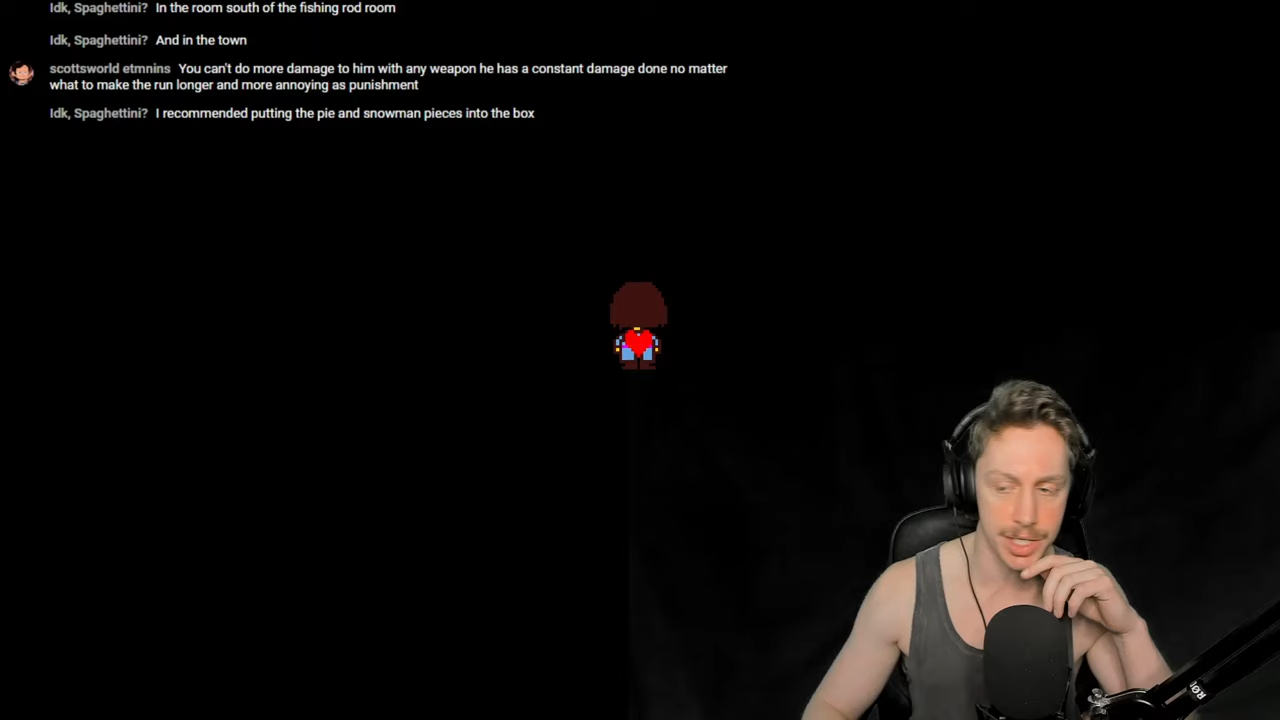 Idk, Spaghettini? In the room south of the fishing rod room
Idk, Spaghettini? And in the town
scottsworld etmnins You can't do more damage to him with any weapon he has a constant damage done no matter
what to make the run longer and more annoying as punishment
Idk, Spaghettini? I recommended putting the pie and snowman pieces into the box
RØDE